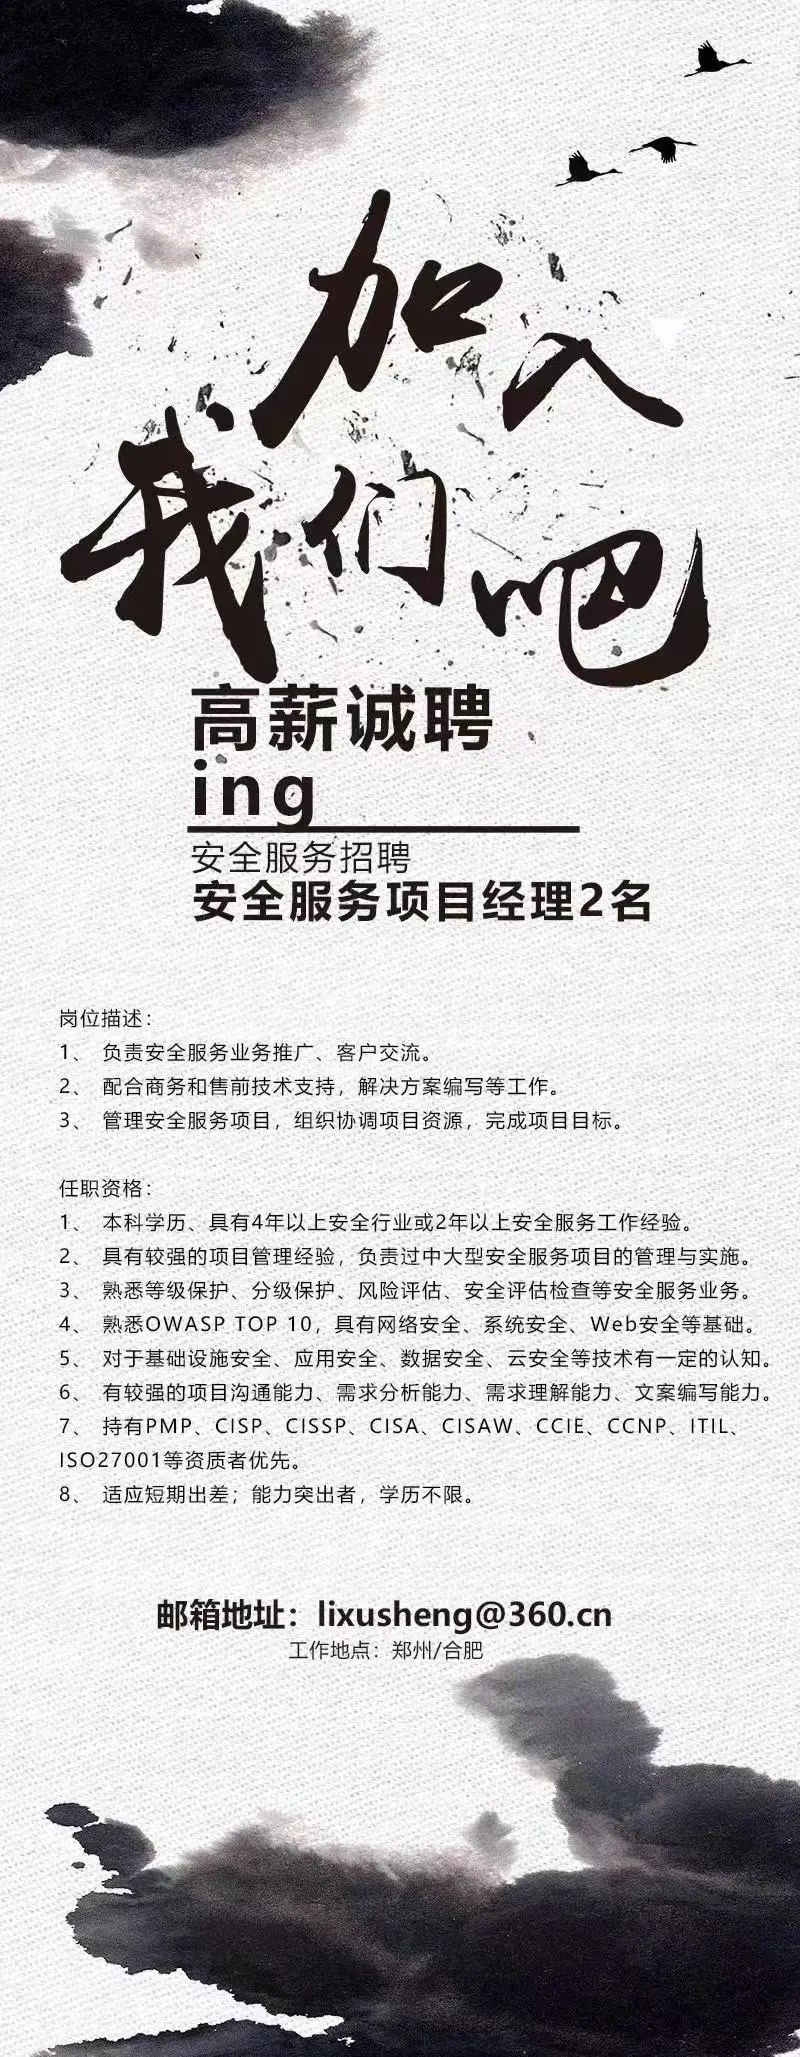 加入
我们吧
高薪诚聘
ing
安全服务招聘
安全服务项目经理2名
岗位描述：
1、 负责安全服务业务推广、客户交流。
2、 配合商务和售前技术支持，解决方案编写等工作。
3、 管理安全服务项目，组织协调项目资源，完成项目目标。
任职资格：
1、 本科学历、具有4年以上安全行业或2年以上安全服务工作经验。
2、 具有较强的项目管理经验，负责过中大型安全服务项目的管理与实施。
3、 熟悉等级保护、分级保护、风险评估、安全评估检查等安全服务业务。
4、 熟悉OWASP TOP 10，具有网络安全、系统安全、Web安全等基础。
5、 对于基础设施安全、应用安全、数据安全、云安全等技术有一定的认知。
6、 有较强的项目沟通能力、需求分析能力、需求理解能力、文案编写能力。
7、 持有PMP、CISP、CISSP、CISA、CISAW、CCIE、CCNP、ITIL、
ISO27001等资质者优先。
8、 适应短期出差；能力突出者，学历不限。
邮箱地址：lixusheng@360.cn
工作地点：郑州/合肥